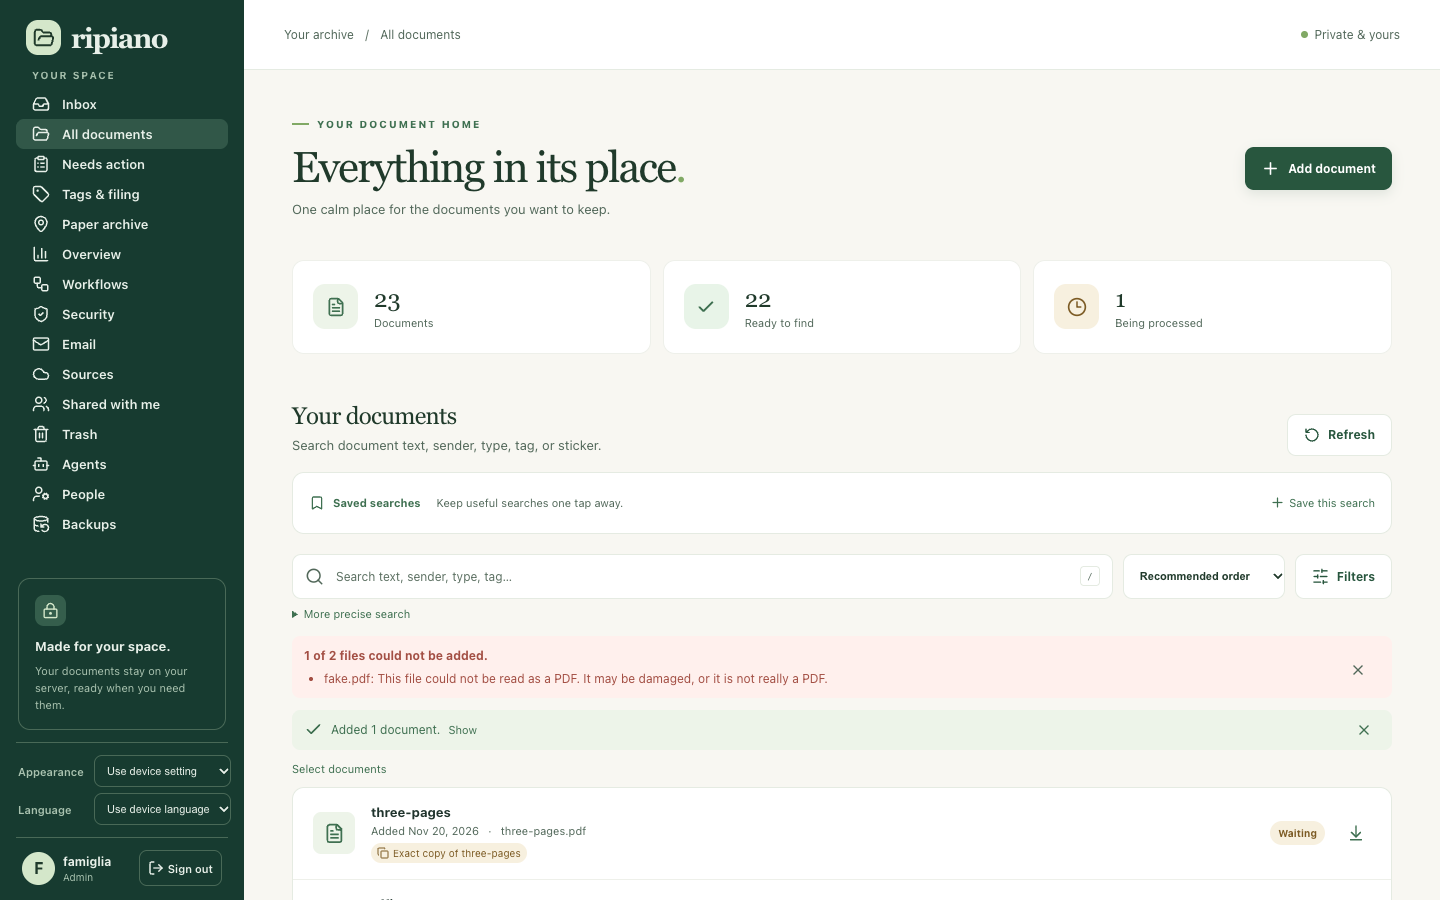 ripiano
YOUR SPACE
Inbox
All documents
Needs action
Tags & filing
Paper archive
Overview
Workflows
Security
Email
Sources
Shared with me
Trash
Agents
People
Backups
Made for your space.
Your documents stay on your
server, ready when you need
them.
Appearance
Use device setting
Language
Use device language
F
famiglia
Admin
Sign out
Your archive / All documents
Private & yours
YOUR DOCUMENT HOME
Everything in its place.
One calm place for the documents you want to keep.
Add document
23
Documents
22
Ready to find
1
Being processed
Your documents
Search document text, sender, type, tag, or sticker.
Refresh
Saved searches Keep useful searches one tap away.
Save this search
Search text, sender, type, tag...
/
Recommended order
Filters
More precise search
1 of 2 files could not be added.
• fake.pdf: This file could not be read as a PDF. It may be damaged, or it is not really a PDF.
Added 1 document. Show
Select documents
three-pages
Added Nov 20, 2026 · three-pages.pdf
Exact copy of three-pages
Waiting